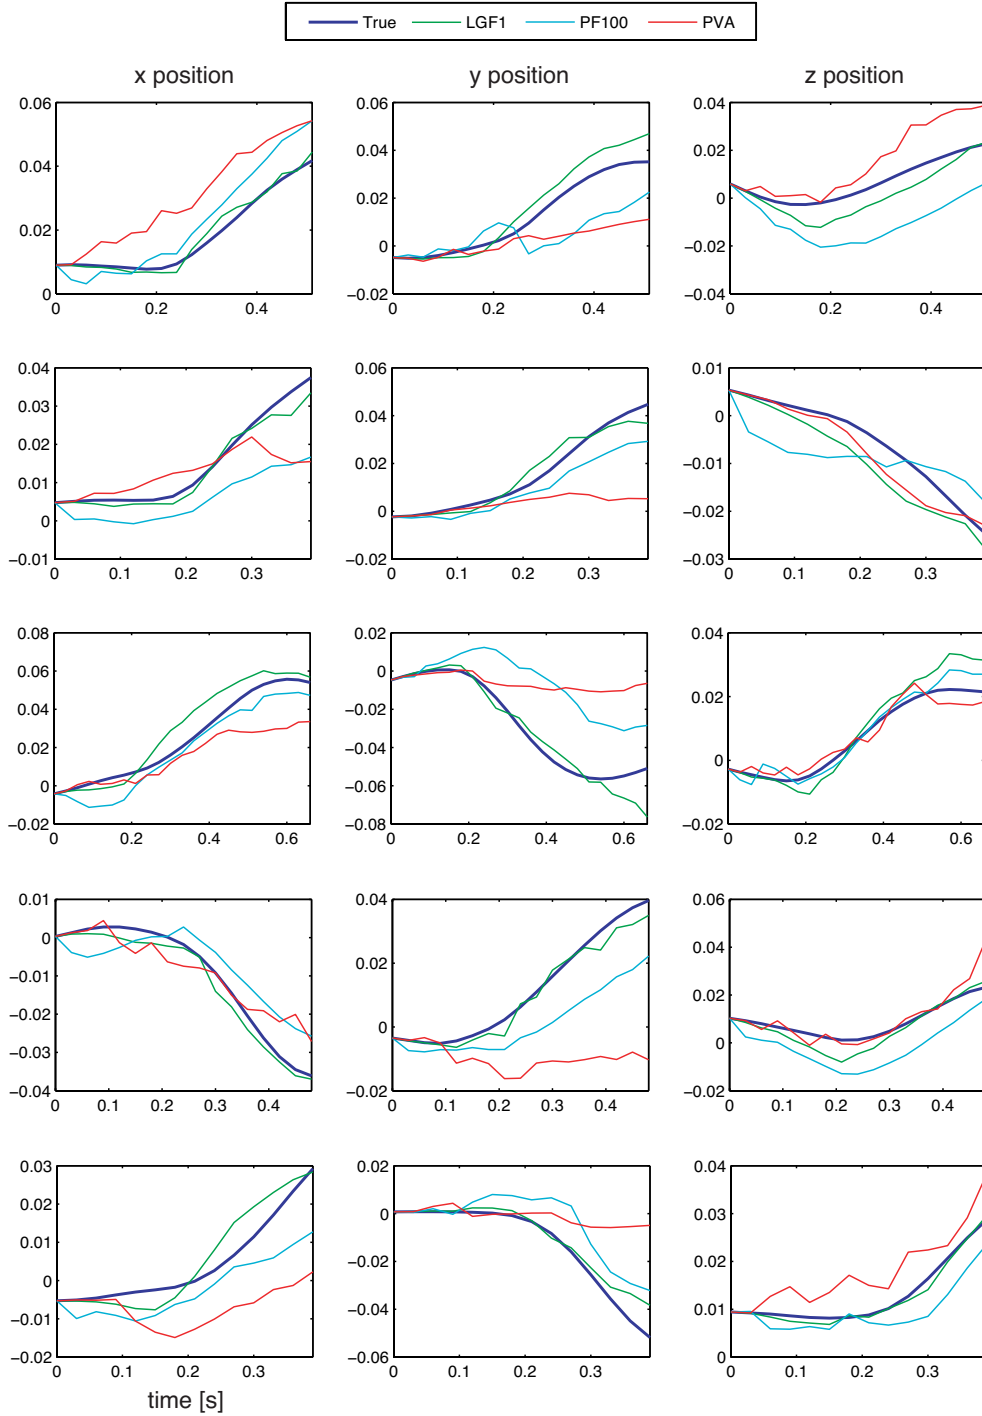 True LGF1 PF100 PVA
x position y position z position
0.06 0.06 0.04
0.04 0.04 0.02
0.02 0.02 0
0 −0.02
0 −0.02 −0.04
0.2 0.4 0 0.2 0.4 0 0.2 0.4
0.04 0.06 0.01
0.03 0.04 0
0.02 0.02 −0.01
0.01 0 −0.02
0
−0.01 −0.02 −0.03
0 0.1 0.2 0.3 0 0.1 0.2 0.3 0 0.1 0.2 0.3
0.08 0.02 0.04
0.06 0 0.02
0.04 −0.02
0.02 −0.04 0
0 −0.06
−0.02 −0.08 −0.02
0 0.2 0.4 0.6 0 0.2 0.4 0.6 0 0.2 0.4 0.6
0.01 0.04 0.06
0 0.02 0.04
−0.01 0.02
−0.02 0 0
−0.03
−0.04 −0.02 −0.02
0 0.1 0.2 0.3 0.4 0 0.1 0.2 0.3 0.4 0 0.1 0.2 0.3 0.4
0.03 0.02 0.04
0.02 0 0.03
0.01 −0.02 0.02
0 −0.04 0.01
−0.01
−0.02 −0.06 0
0 0.1 0.2 0.3 0 0.1 0.2 0.3 0 0.1 0.2 0.3
time [s]